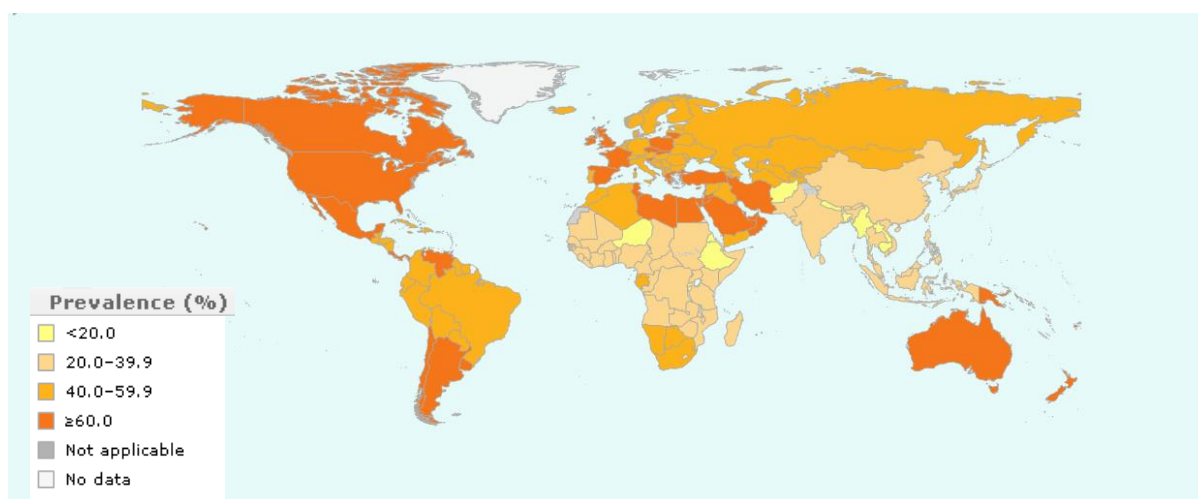 Prevalence (%)
<20.0
20.0–39.9
40.0–59.9
≥60.0
Not applicable
No data